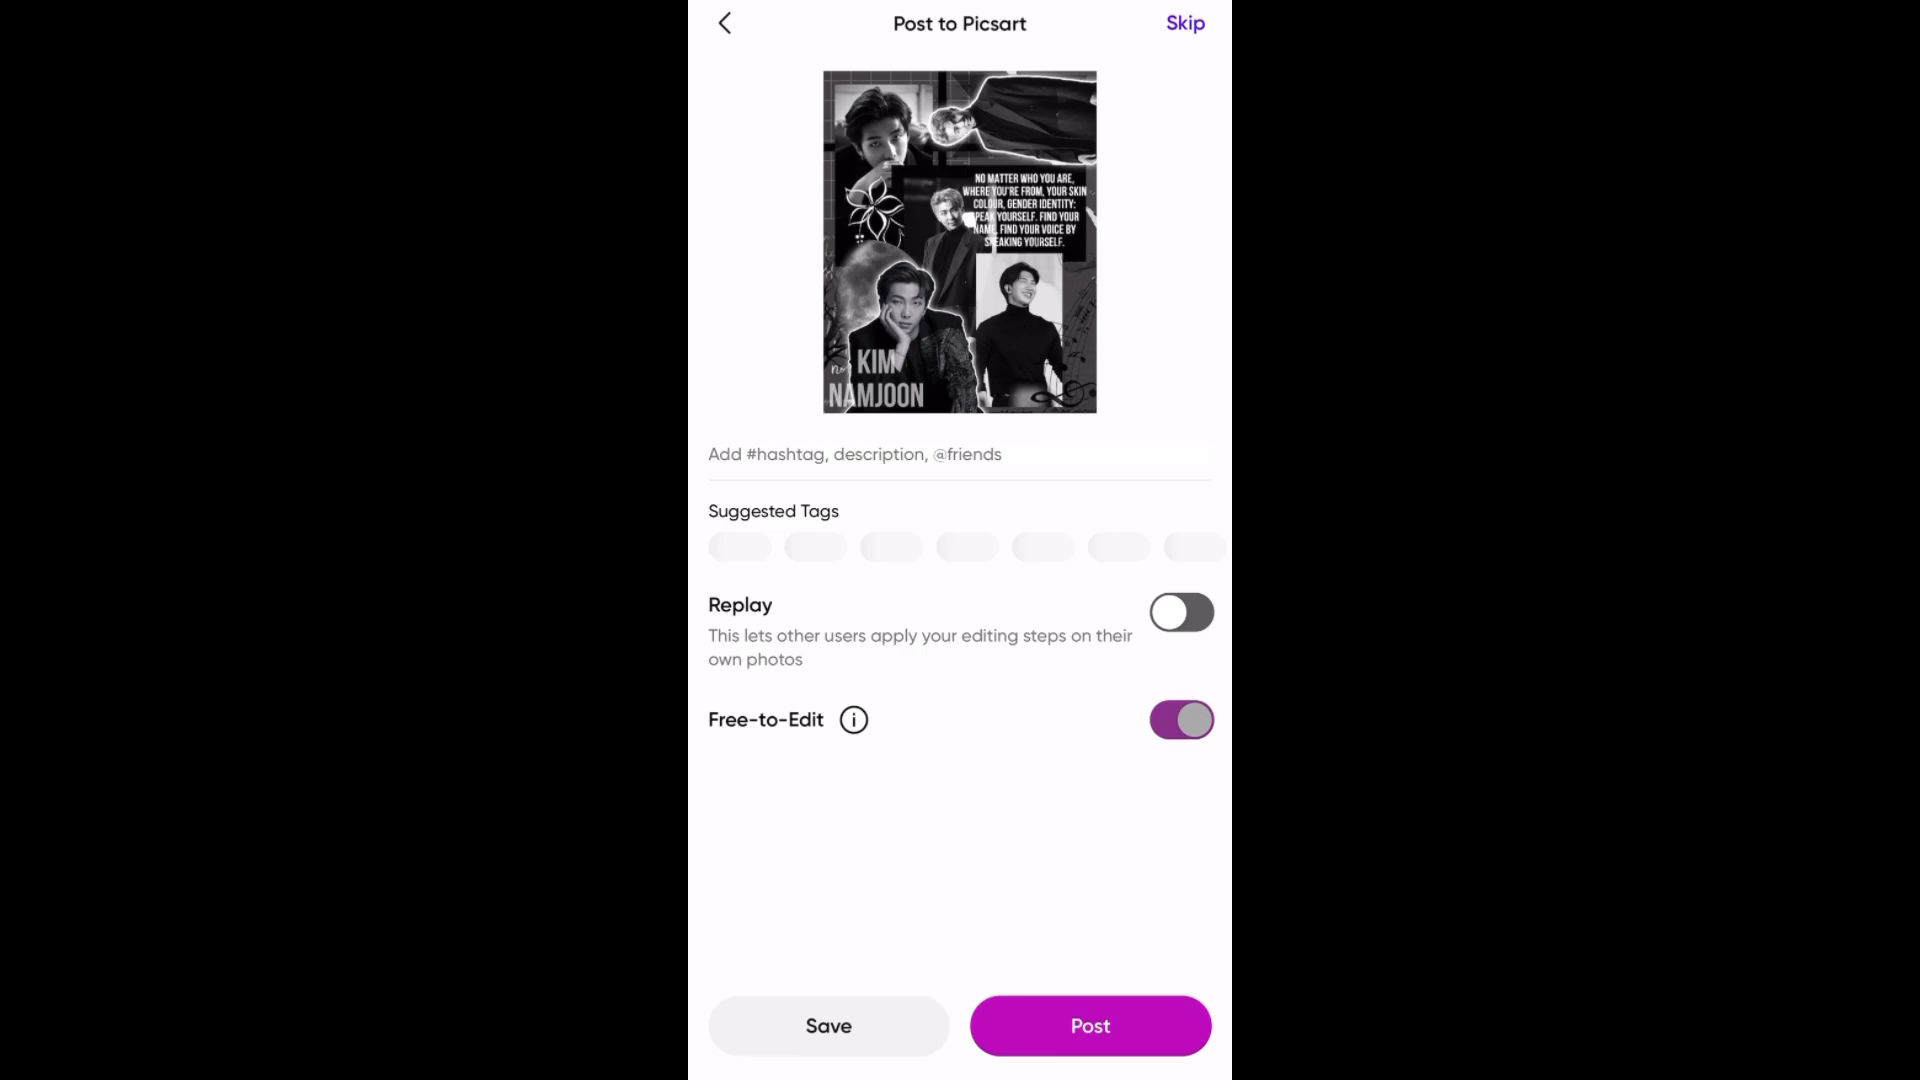 Post to Picsart
Skip
NO MATTER WHO YOU ARE,
WHERE YOU'RE FROM, YOUR SKIN
COLOUR, GENDER IDENTITY:
PEAK YOURSELF. FIND YOUR
NAME, FIND YOUR VOICE BY
SPEAKING YOURSELF.
no
KIM
NAMJOON
Add #hashtag, description, @friends
Suggested Tags
Replay
This lets other users apply your editing steps on their
own photos
Free-to-Edit
i
Save
Post